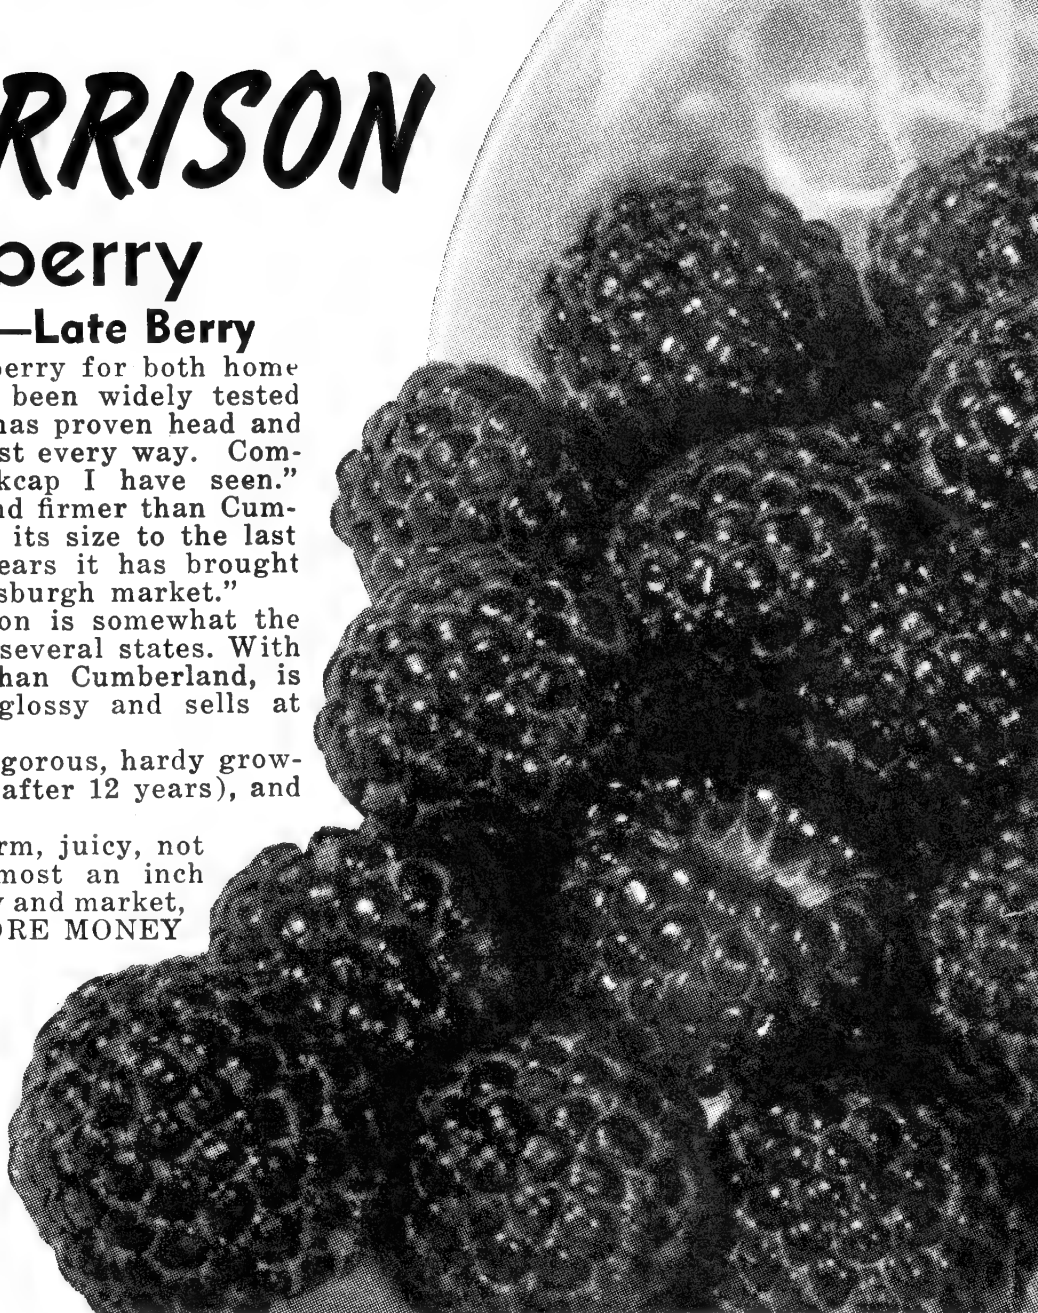 RRISON
berry
—Late Berry
berry for both home
been widely tested
has proven head and
st every way. Com-
kcap I have seen.”
nd firmer than Cum-
its size to the last
ears it has brought
sburgh market.”
on is somewhat the
several states. With
han Cumberland, is
glossy and sells at
gorous, hardy grow-
after 12 years), and
rm, juicy, not
most an inch
y and market,
ORE MONEY